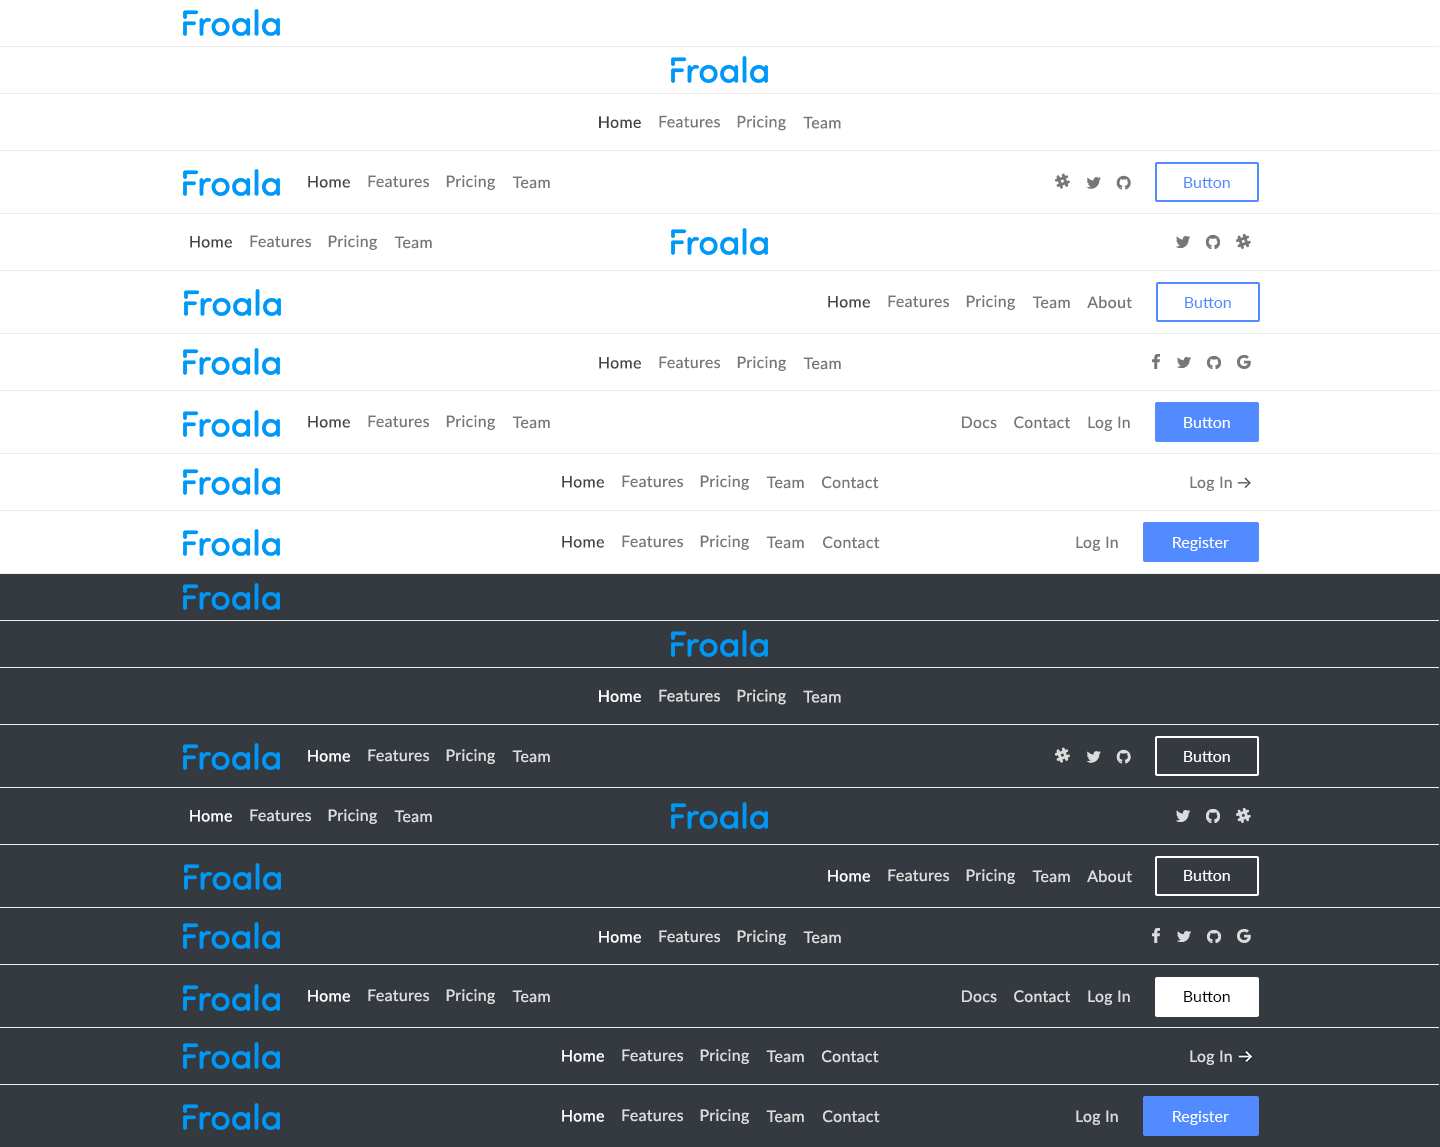 Froala
Froala
Home Features Pricing Team
Froala Home Features Pricing Team Button
Home Features Pricing Team Froala
Froala Home Features Pricing Team About Button
Froala Home Features Pricing Team
Froala Home Features Pricing Team Docs Contact Log In Button
Froala Home Features Pricing Team Contact Log In →
Froala Home Features Pricing Team Contact Log In Register
Froala
Froala
Home Features Pricing Team
Froala Home Features Pricing Team Button
Home Features Pricing Team Froala
Froala Home Features Pricing Team About Button
Froala Home Features Pricing Team
Froala Home Features Pricing Team Docs Contact Log In Button
Froala Home Features Pricing Team Contact Log In →
Froala Home Features Pricing Team Contact Log In Register